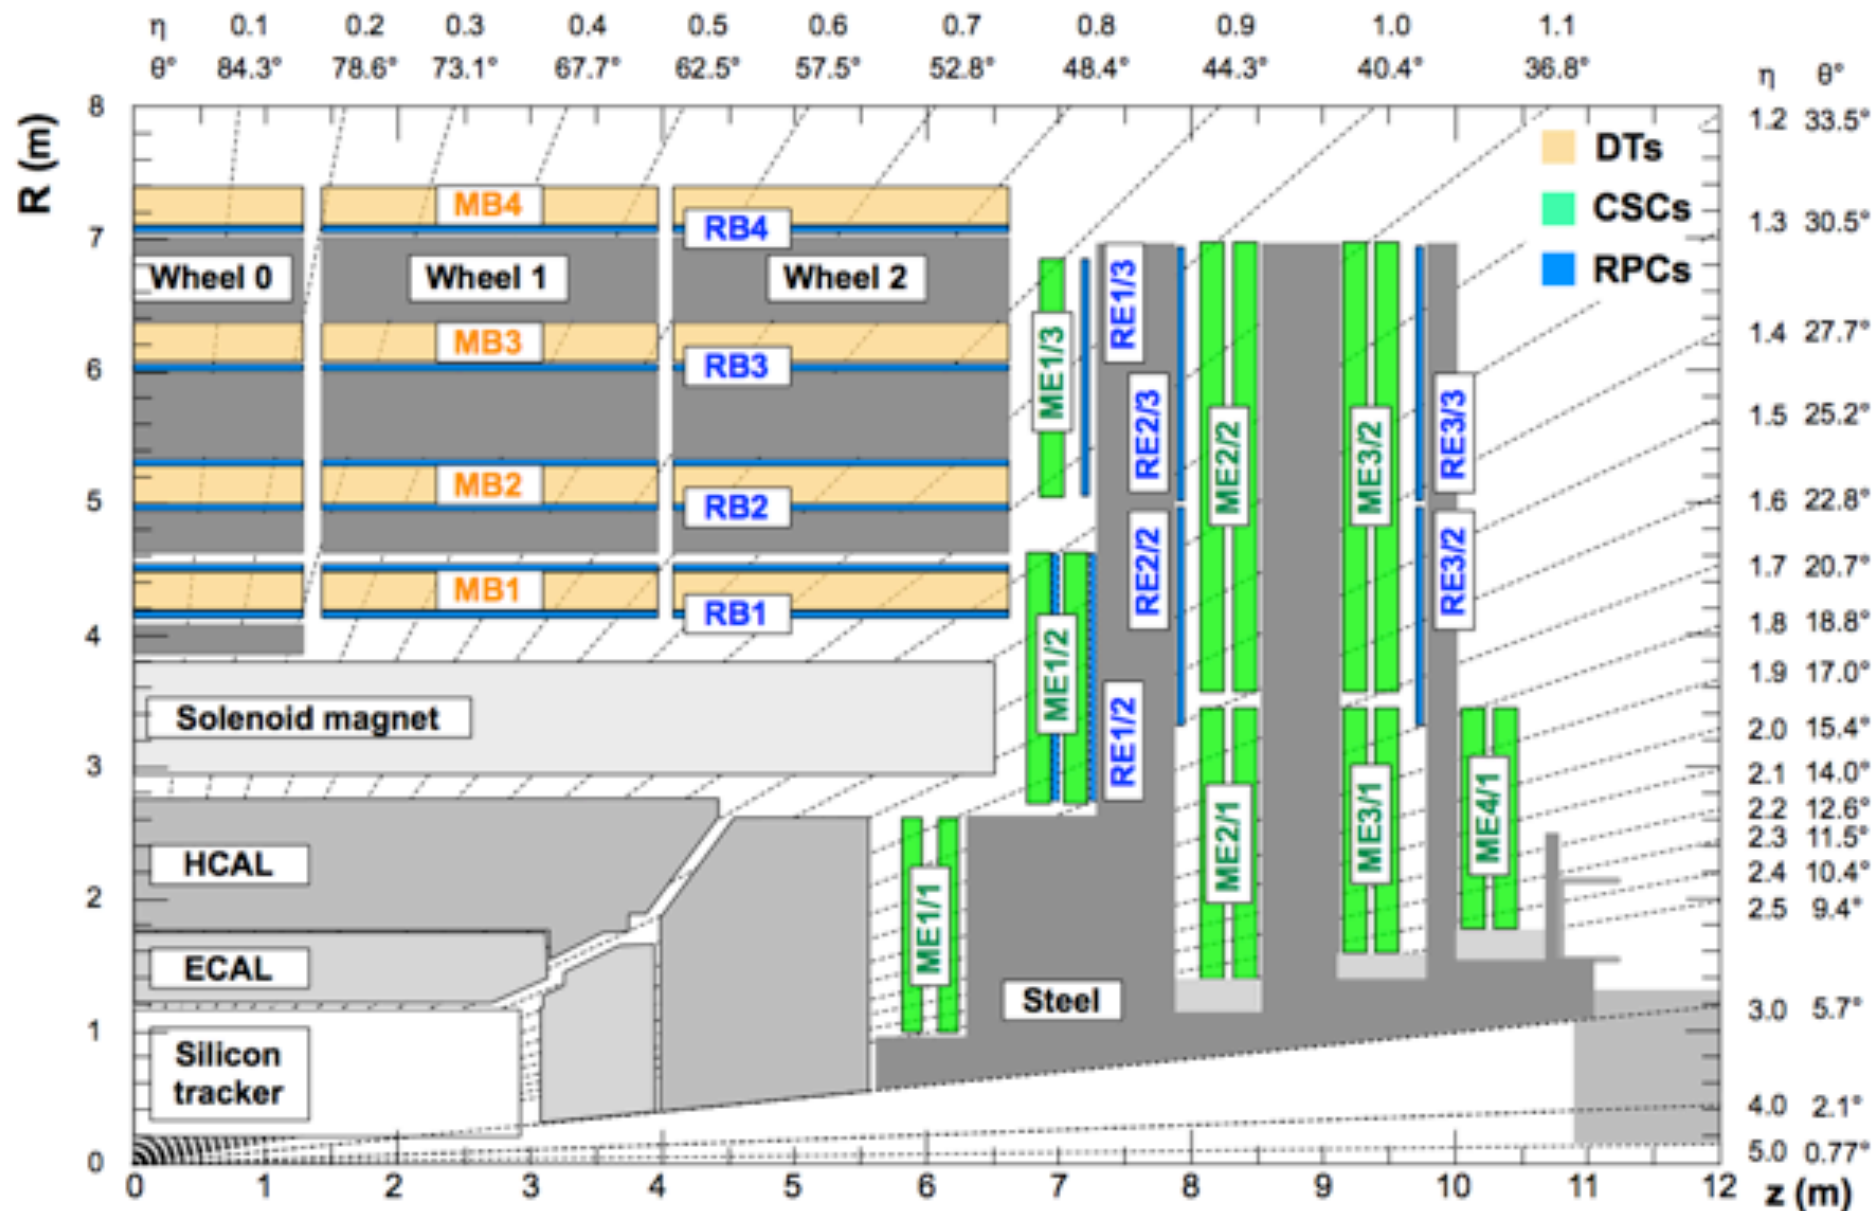 η 0.1 0.2 0.3 0.4 0.5 0.6 0.7 0.8 0.9 1.0 1.1
θ° 84.3° 78.6° 73.1° 67.7° 62.5° 57.5° 52.8° 48.4° 44.3° 40.4° 36.8°
η θ°
R (m)
8
7
6
5
4
3
2
1
0
1.2 33.5°
1.3 30.5°
1.4 27.7°
1.5 25.2°
1.6 22.8°
1.7 20.7°
1.8 18.8°
1.9 17.0°
2.0 15.4°
2.1 14.0°
2.2 12.6°
2.3 11.5°
2.4 10.4°
2.5 9.4°
3.0 5.7°
4.0 2.1°
5.0 0.77°
DTs
CSCs
RPCs
MB4
RB4
Wheel 0
Wheel 1
Wheel 2
MB3
RB3
MB2
RB2
MB1
RB1
Solenoid magnet
HCAL
ECAL
Silicon
tracker
Steel
ME1/3
RE1/3
RE2/3
ME2/2
ME3/2
RE3/3
RE2/2
RE3/2
ME1/2
RE1/2
ME1/1
ME2/1
ME3/1
ME4/1
0 1 2 3 4 5 6 7 8 9 10 11 12
z (m)